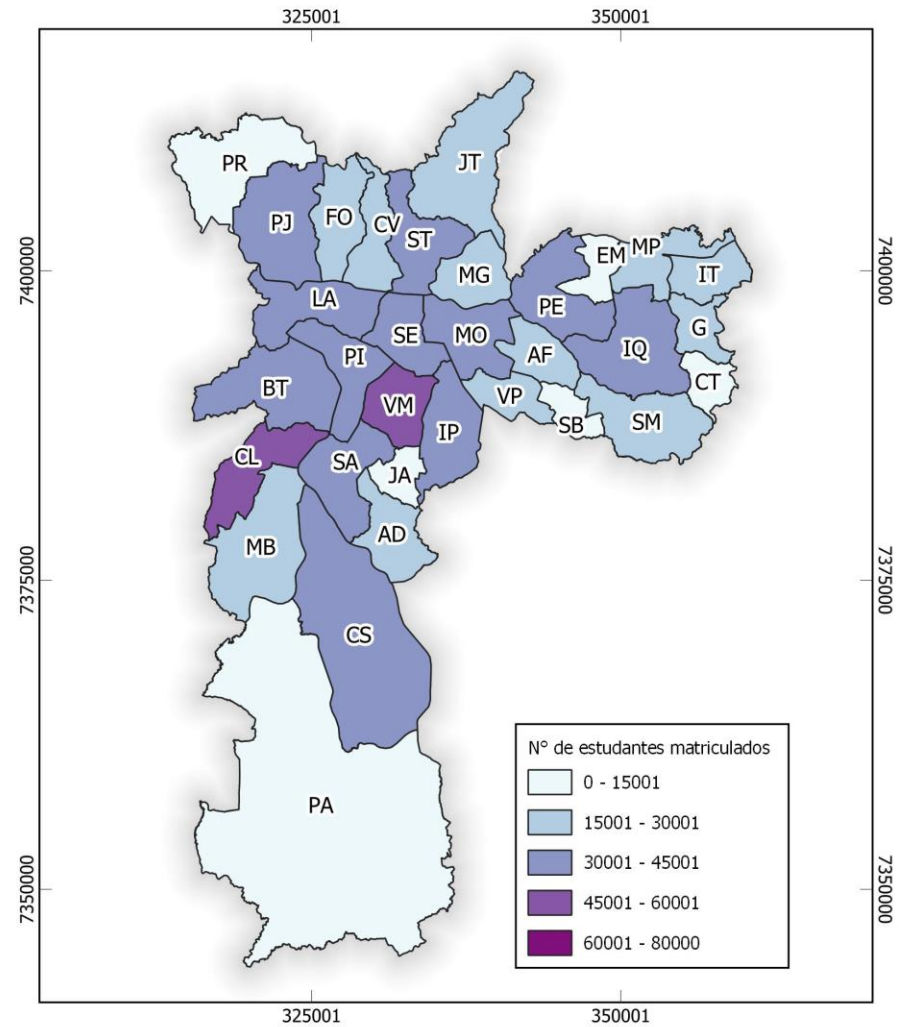 325001 350001
PR
JT
PJ
FO
CV
ST
7400000
MG
EM
MP
IT
7400000
LA
PE
G
SE
MO
IQ
PI
AF
CT
BT
VP
VM
SB
SM
IP
CL
SA
JA
AD
MB
7375000
7375000
CS
N° de estudantes matriculados
0 - 15001
15001 - 30001
30001 - 45001
45001 - 60001
60001 - 80000
PA
7350000
7350000
325001 350001